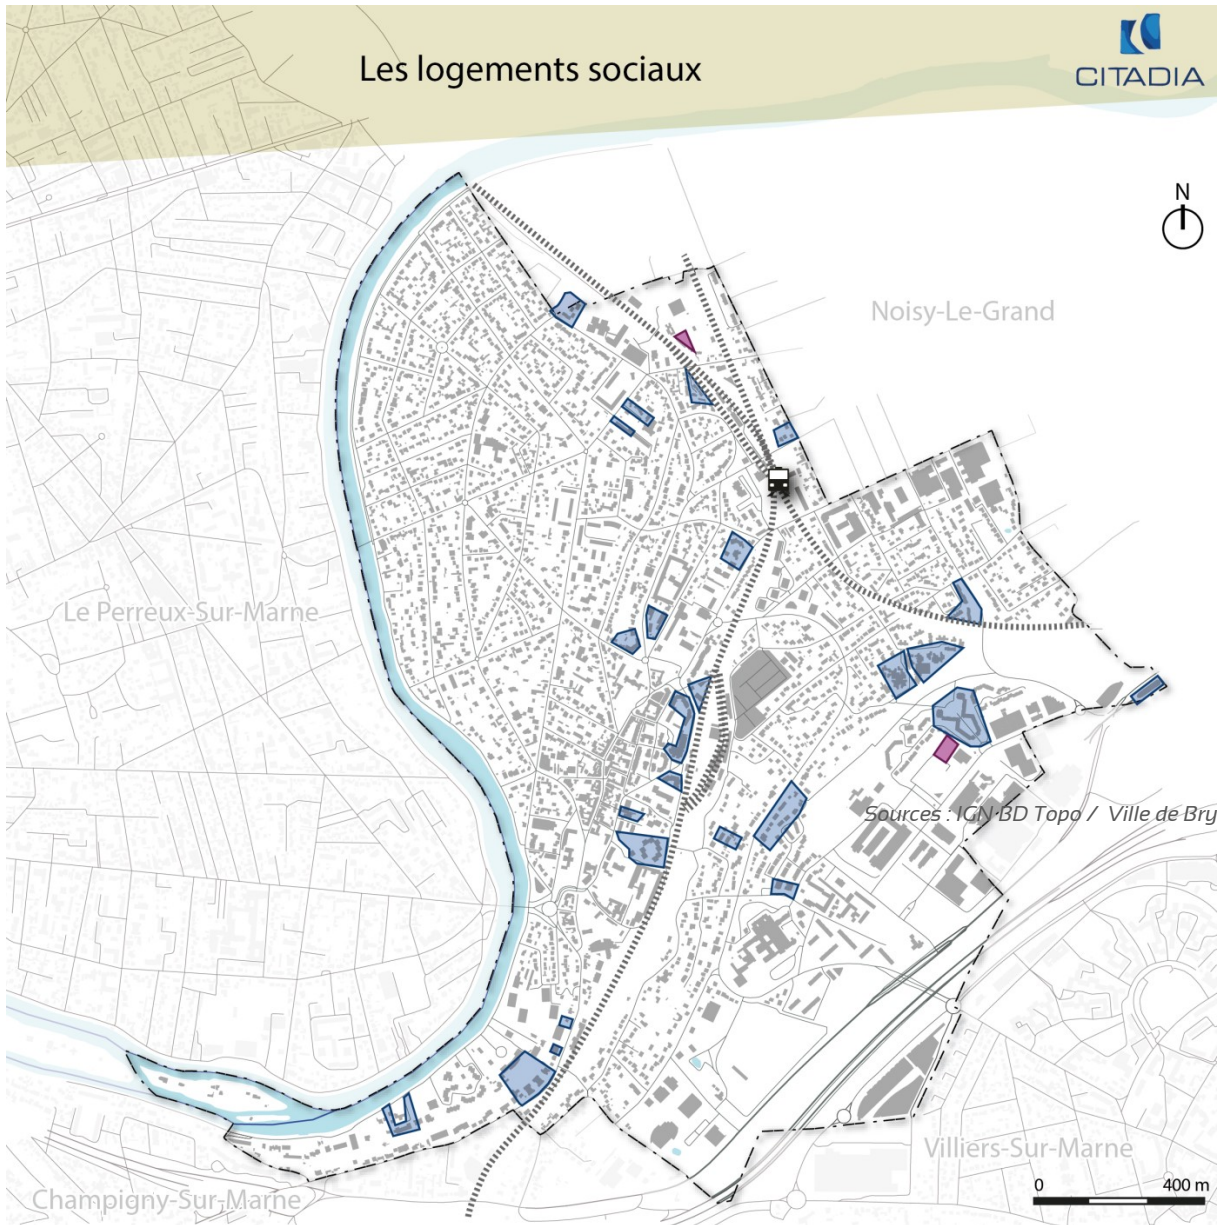 Les logements sociaux
CITADIA
N
Noisy-Le-Grand
Le Perreux-Sur-Marne
Sources : IGN BD Topo / Ville de Bry
Villiers-Sur-Marne
Champigny-Sur-Marne
0 400 m